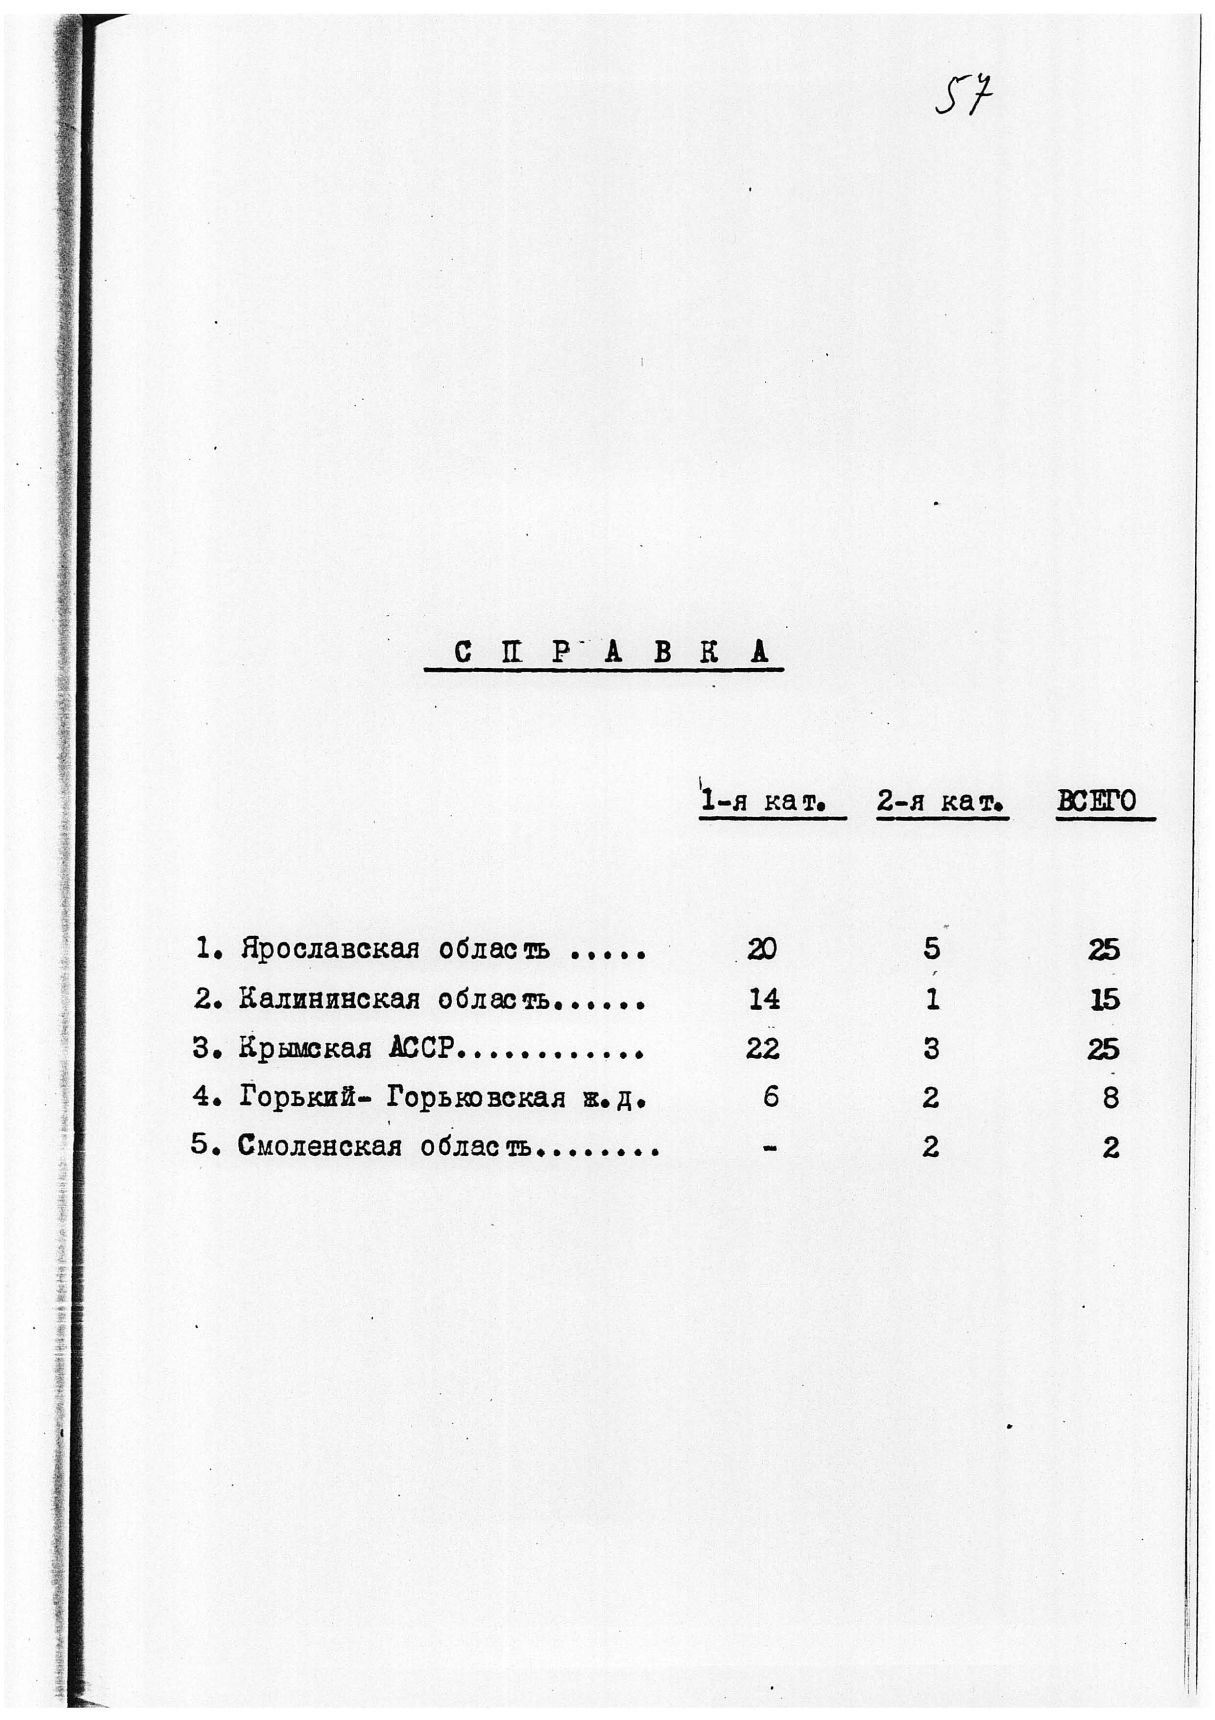 57
С П Р А В К А
1-я кат. 2-я кат. ВСЕГО
1. Ярославская область ..... 20 5 25
2. Калининская область...... 14 1 15
3. Крымская АССР............ 22 3 25
4. Горький- Горьковская ж.д. 6 2 8
5. Смоленская область........ - 2 2